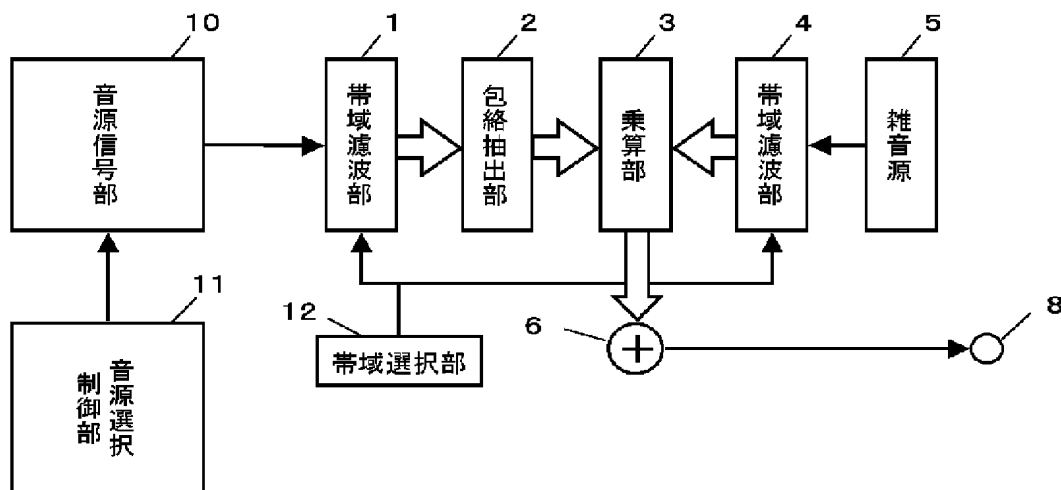 10
1
2
3
4
5
音源信号部
帯域濾波部
包絡抽出部
乗算部
帯域濾波部
雑音源
11
12
6
8
音源選択
制御部
帯域選択部